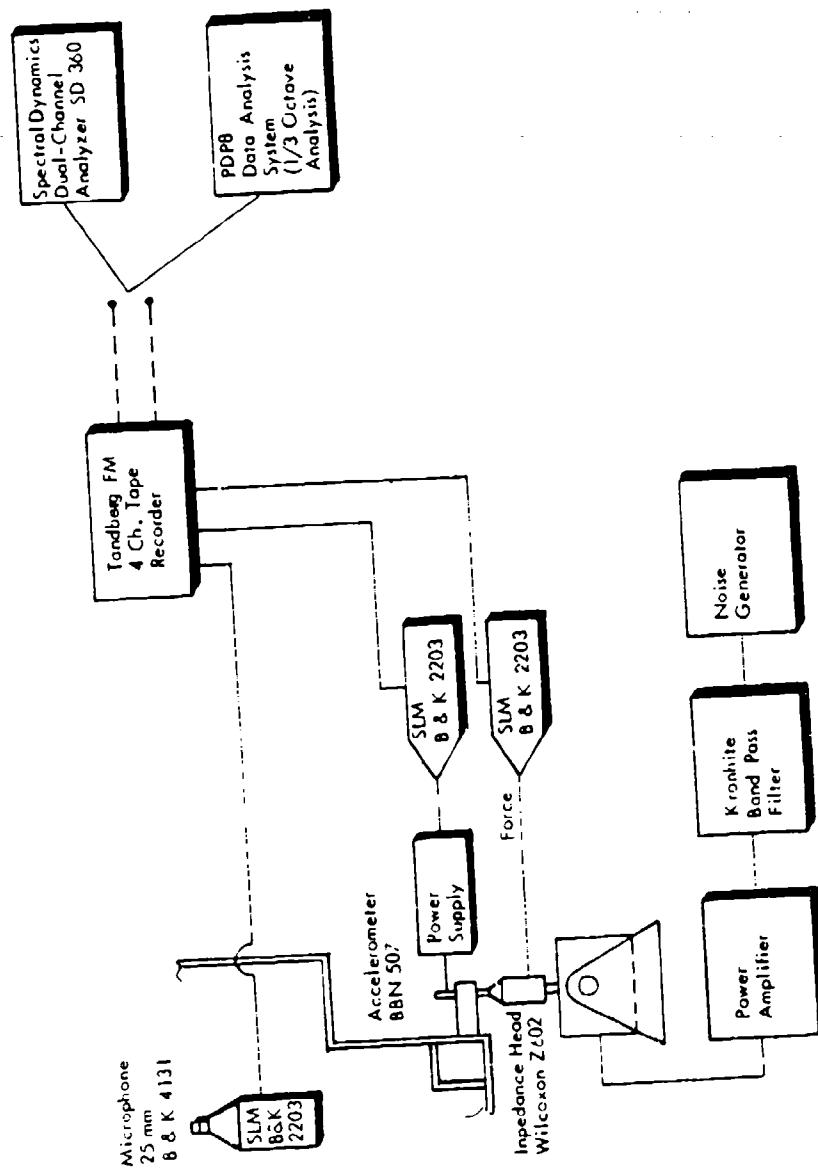 Spectral Dynamics
Dual-Channel
Analyzer SD 360
PDP8
Data Analysis
System
(1/3 Octave
Analysis)
Tandberg FM
4 Ch. Tape
Recorder
Microphone
25 mm
B & K 4131
SLM
B&K
2203
Accelerometer
BBN 507
Power
Supply
SLM
B & K 2203
SLM
B & K 2203
Force
Inpedance Head
Wilcoxon Z602
Power
Amplifier
Kronhite
Band Pass
Filter
Noise
Generator